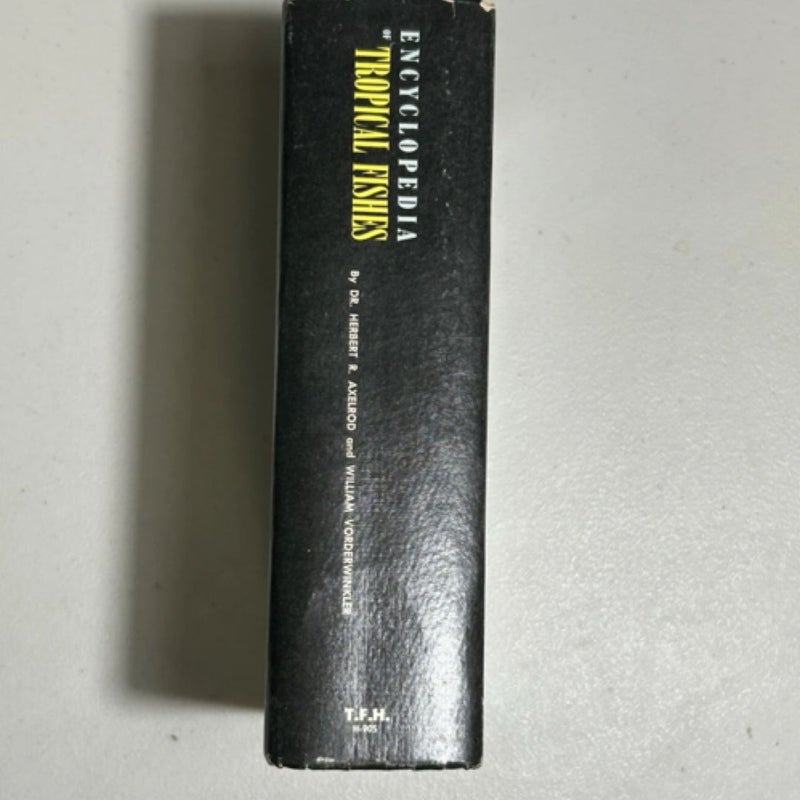 ENCYCLOPEDIA
OF TROPICAL FISHES
By DR. HERBERT R. AXELROD and WILLIAM VORDERWINKLER
T.F.H.
H-905